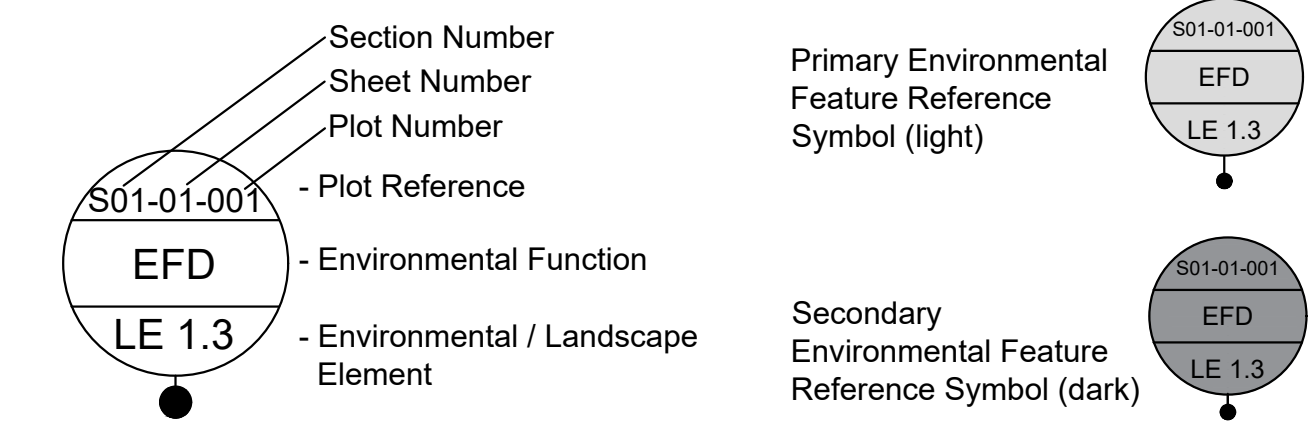 Section Number
Sheet Number
Plot Number
S01-01-001
- Plot Reference
EFD
- Environmental Function
LE 1.3
- Environmental / Landscape
Element
Primary Environmental
Feature Reference
Symbol (light)
S01-01-001
EFD
LE 1.3
Secondary
Environmental Feature
Reference Symbol (dark)
S01-01-001
EFD
LE 1.3